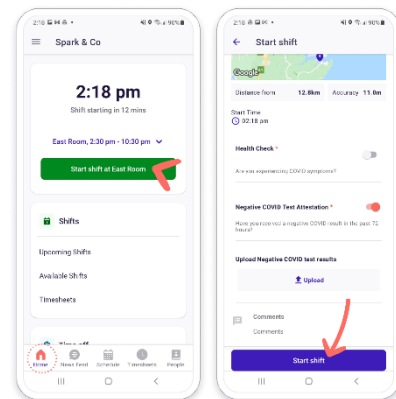 2:18
90%
Spark & Co
2:18 pm
Shift starting in 12 mins
East Room, 2:30 pm - 10:30 pm
Start shift at East Room
Shifts
Upcoming Shifts
Available Shifts
Timesheets
Time off
Home
News Feed
Schedule
Timesheets
People
2:18
90%
Start shift
Google
Distance from
12.8km
Accuracy
11.0m
Start Time
02:18 pm
Health Check *
Are you experiencing COVID symptoms?
Negative COVID Test Attestation *
Have you received a negative COVID result in the past 72
hours?
Upload Negative COVID test results
Upload
Comments
Comments
Start shift